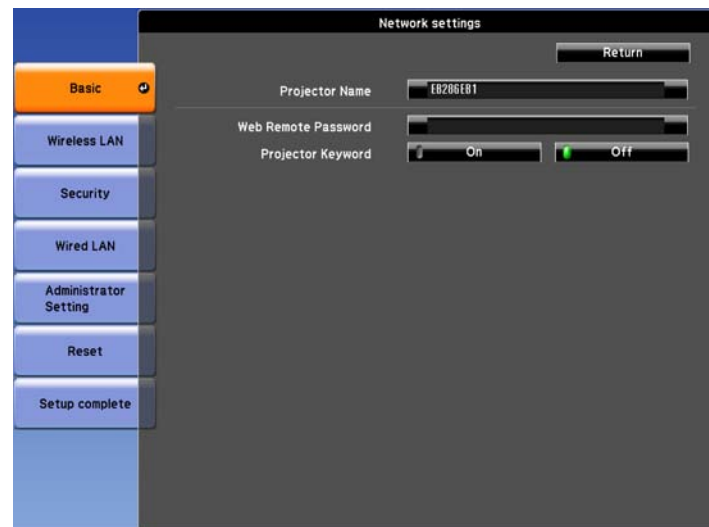 Network settings
Return
Basic
Projector Name EB286EB1
Wireless LAN
Web Remote Password
Projector Keyword On Off
Security
Wired LAN
Administrator
Setting
Reset
Setup complete